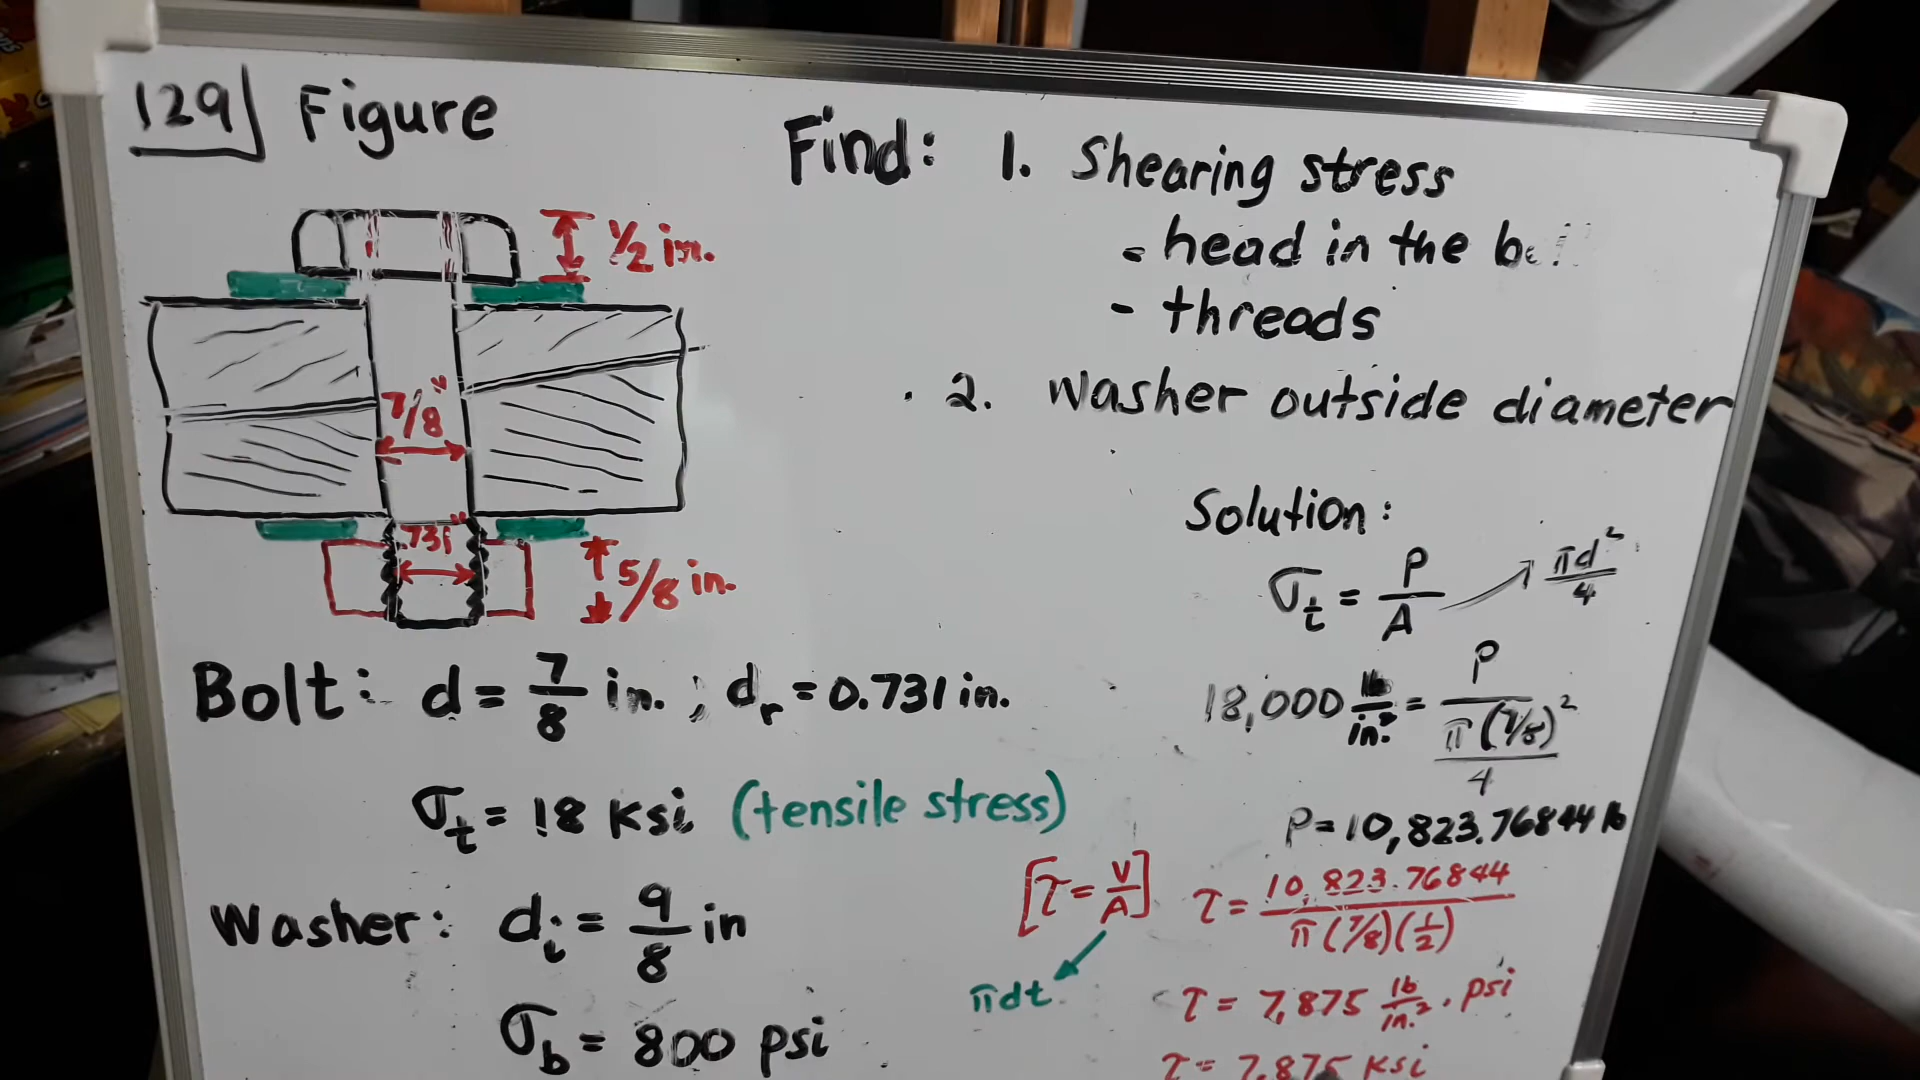 129 Figure
Find: 1. Shearing stress
- head in the
- threads
2. Washer outside diameter
1/2 in.
7/8"
.731"
5/8 in.
Bolt: d = 7/8 in. ; dr = 0.731 in.
σt = 18 ksi (tensile stress)
Washer: di = 9/8 in
σb = 800 psi
Solution:
σt = P/A → πd²/4
18,000 lb/in.² = P/(π(7/8)²/4)
P = 10,823.76844 lb
[τ = V/A] τ = 10,823.76844/(π(7/8)(1/2))
πdt
τ = 7,875 lb/in.² . psi
τ = 7.875 ksi